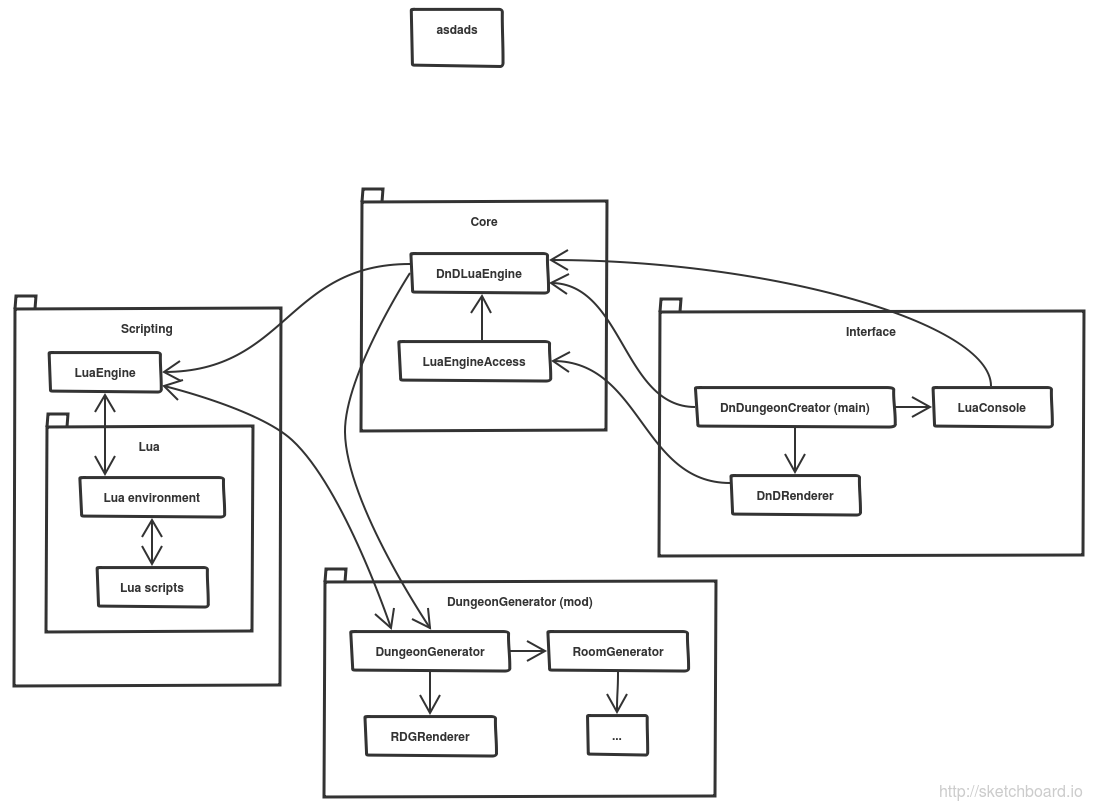 asdads
Core
DnDLuaEngine
LuaEngineAccess
Scripting
LuaEngine
Lua
Lua environment
Lua scripts
Interface
DnDungeonCreator (main)
LuaConsole
DnDRenderer
DungeonGenerator (mod)
DungeonGenerator
RoomGenerator
RDGRenderer
...
http://sketchboard.io